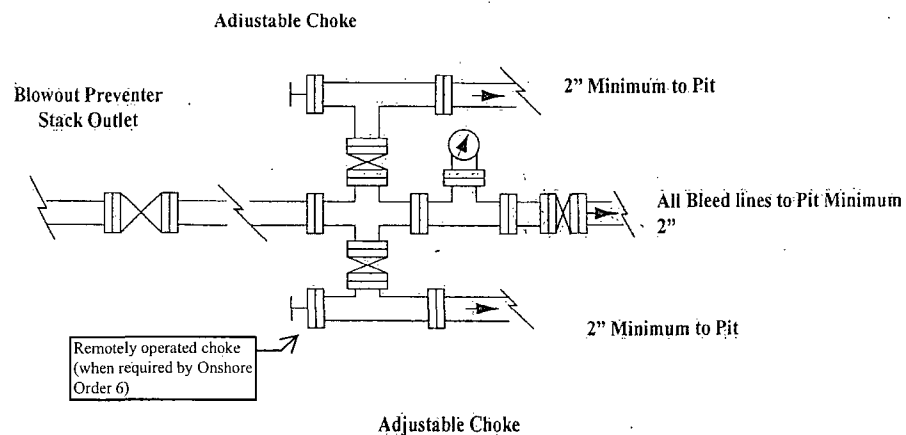 Adiustable Choke
Blowout Preventer
Stack Outlet
2” Minimum to Pit
All Bleed lines to Pit Minimum
2”
2” Minimum to Pit
Remotely operated choke
(when required by Onshore
Order 6)
Adjustable Choke